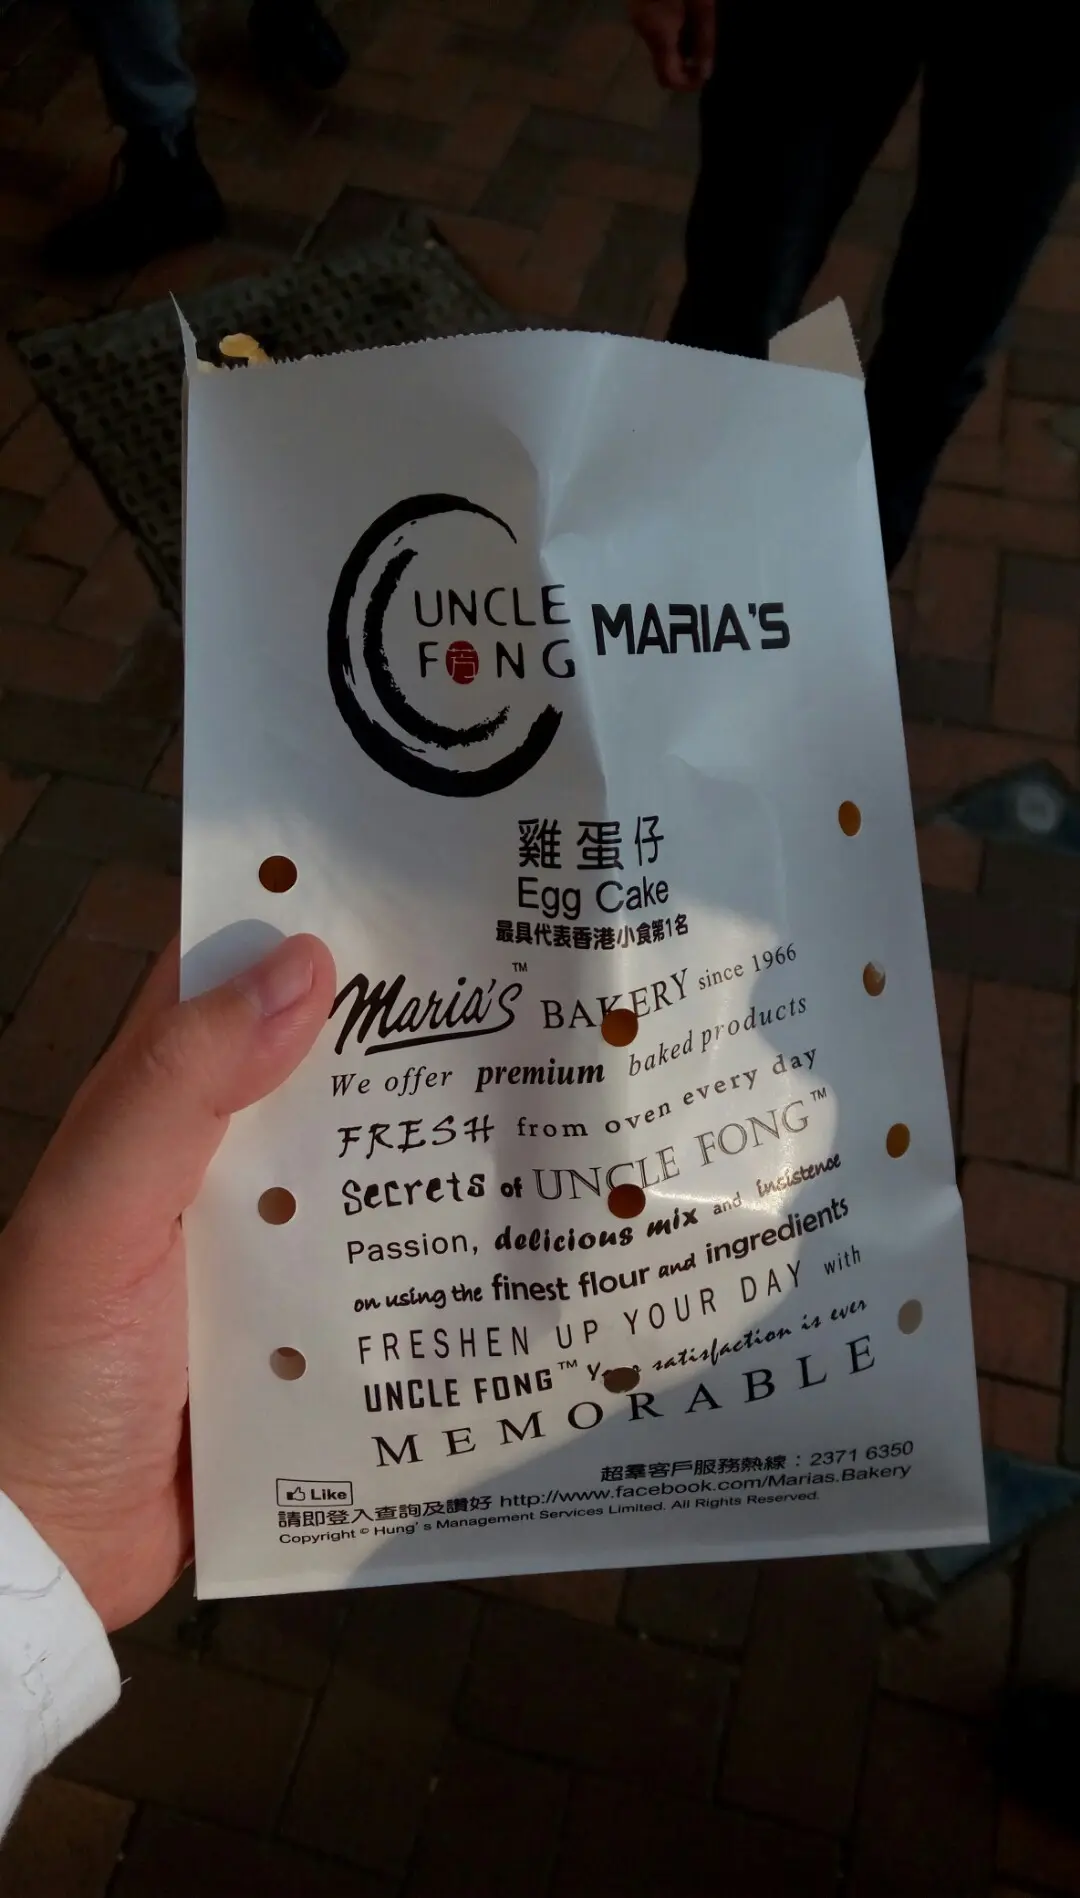 UNCLE
FONG
MARIA'S
雞蛋仔
Egg Cake
最具代表香港小食第1名
Maria's™ BAKERY since 1966
We offer premium baked products
FRESH from oven every day
Secrets of UNCLE FONG™
Passion, delicious mix and insistence
on using the finest flour and ingredients
FRESHEN UP YOUR DAY with
UNCLE FONG™ Your satisfaction is ever
MEMORABLE
超羣客戶服務熱線：2371 6350
Like
請即登入查詢及讚好 http://www.facebook.com/Marias.Bakery
Copyright © Hung's Management Services Limited. All Rights Reserved.